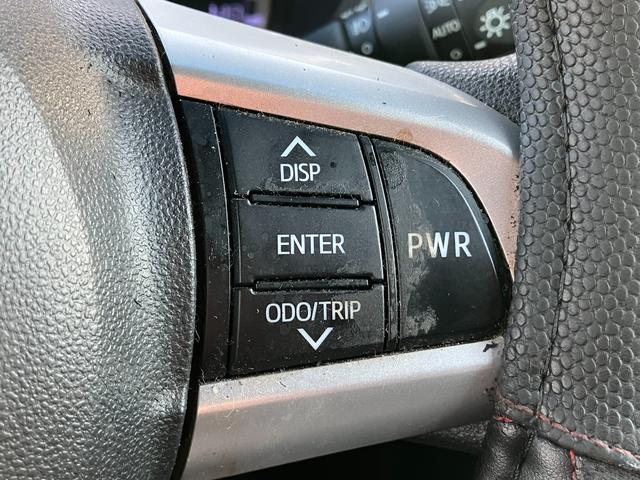 AUTO
DISP
ENTER
PWR
ODO/TRIP